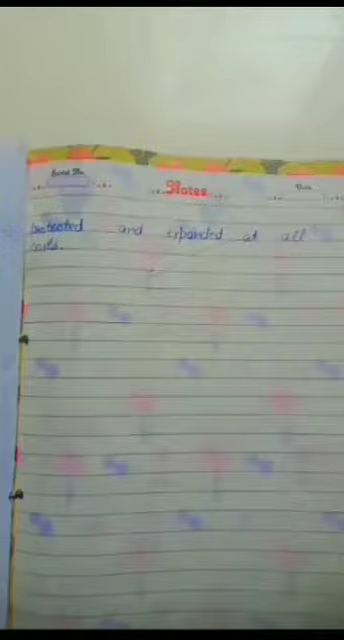 Notes
protected and expanded at all
costs.